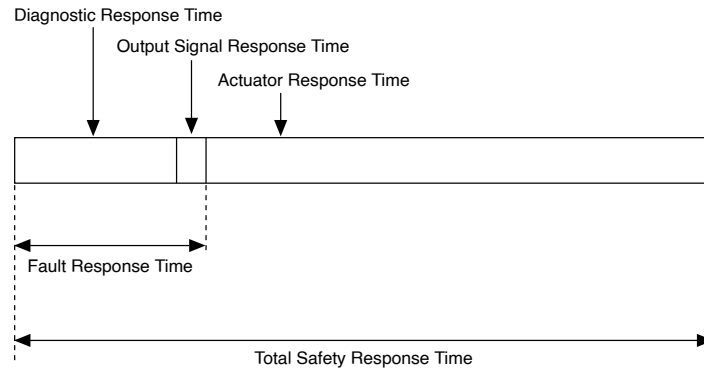 Diagnostic Response Time
Output Signal Response Time
Actuator Response Time
Fault Response Time
Total Safety Response Time